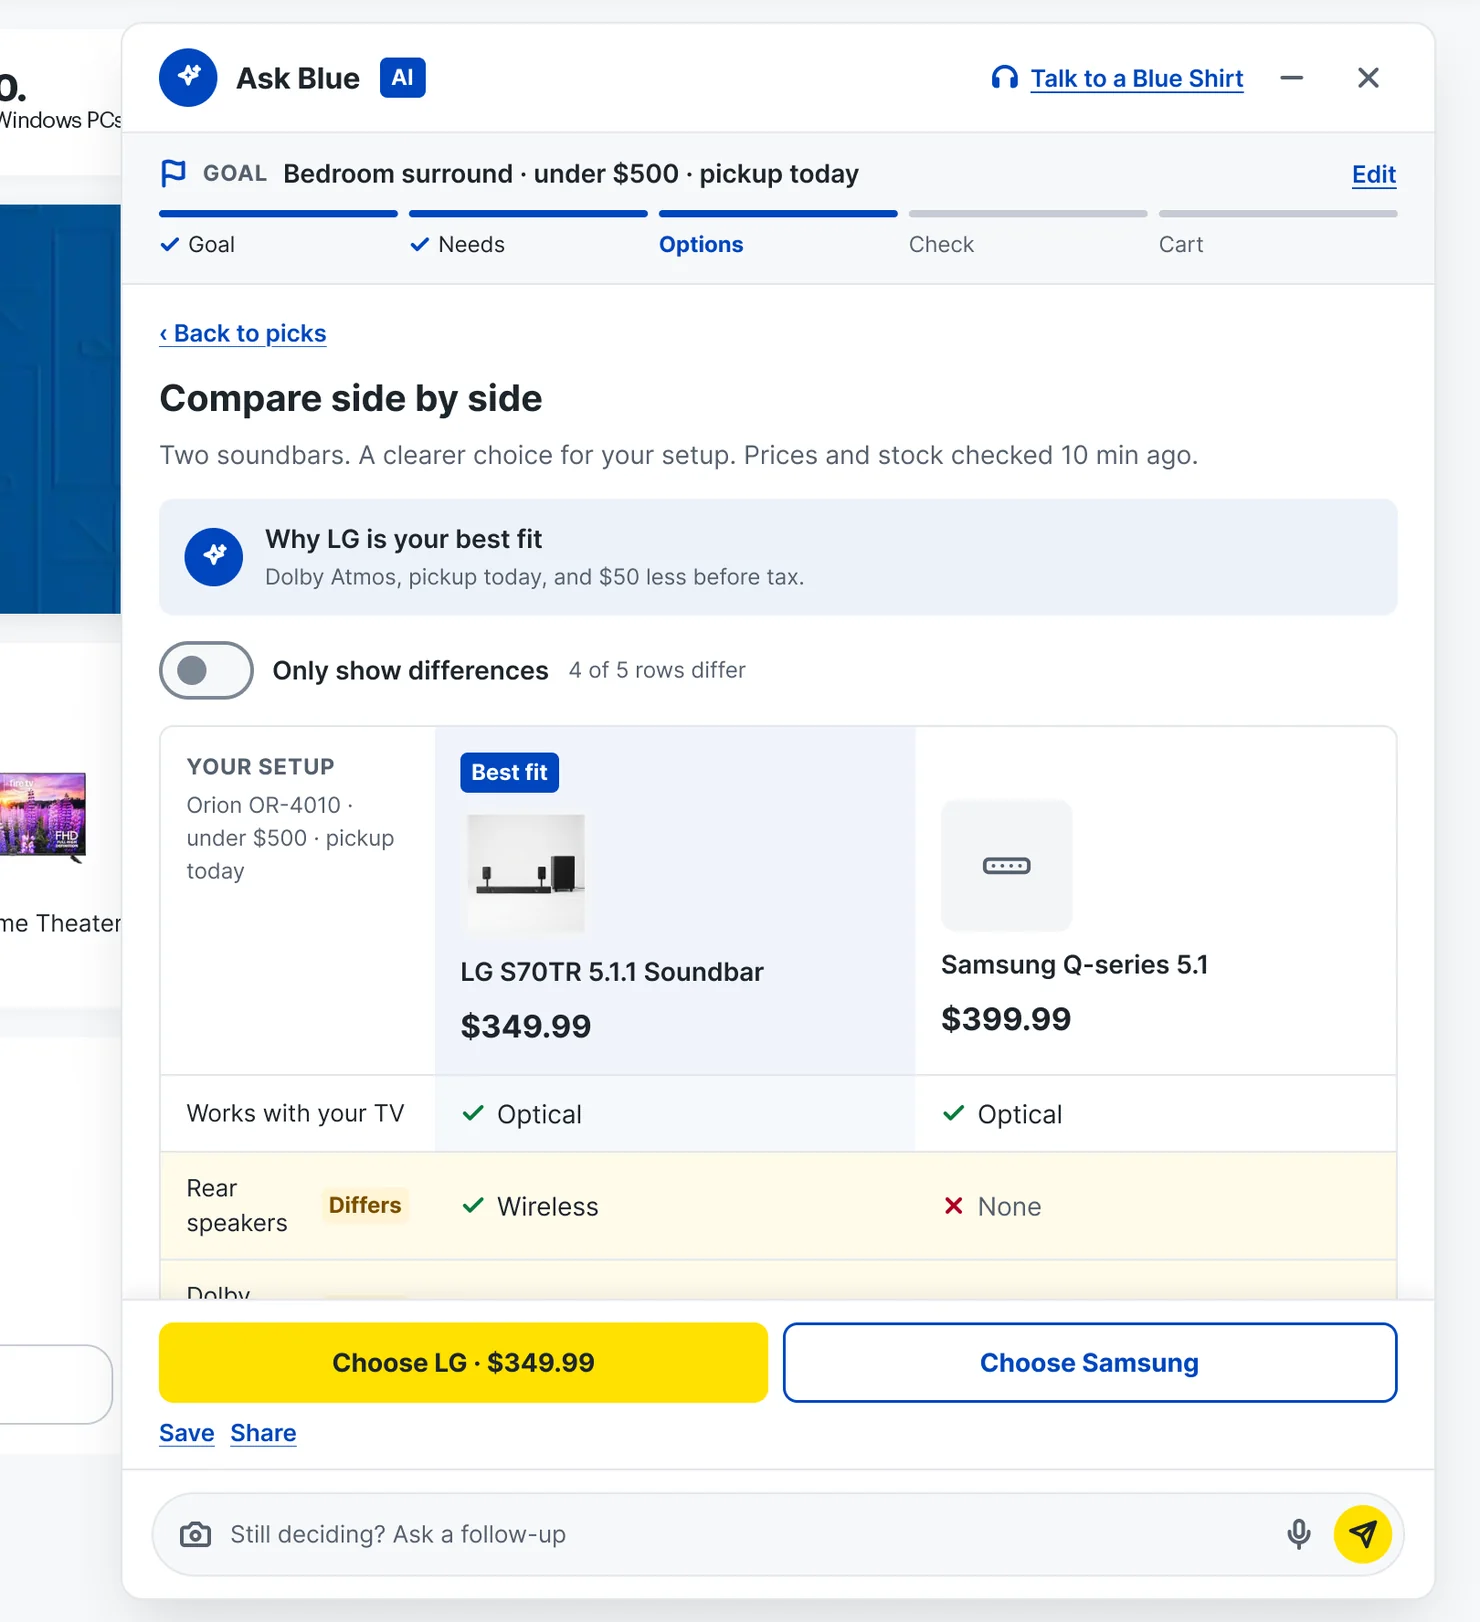 Ask Blue AI
Talk to a Blue Shirt
Windows PCs
GOAL Bedroom surround · under $500 · pickup today
Edit
Goal
Needs
Options
Check
Cart
‹ Back to picks
Compare side by side
Two soundbars. A clearer choice for your setup. Prices and stock checked 10 min ago.
Why LG is your best fit
Dolby Atmos, pickup today, and $50 less before tax.
Only show differences 4 of 5 rows differ
YOUR SETUP
Orion OR-4010 ·
under $500 · pickup
today
Best fit
LG S70TR 5.1.1 Soundbar
$349.99
Samsung Q-series 5.1
$399.99
fire tv
FHD
me Theater
Works with your TV
Optical
Optical
Rear
speakers
Differs
Wireless
None
Dolby
Choose LG · $349.99
Choose Samsung
Save Share
Still deciding? Ask a follow-up